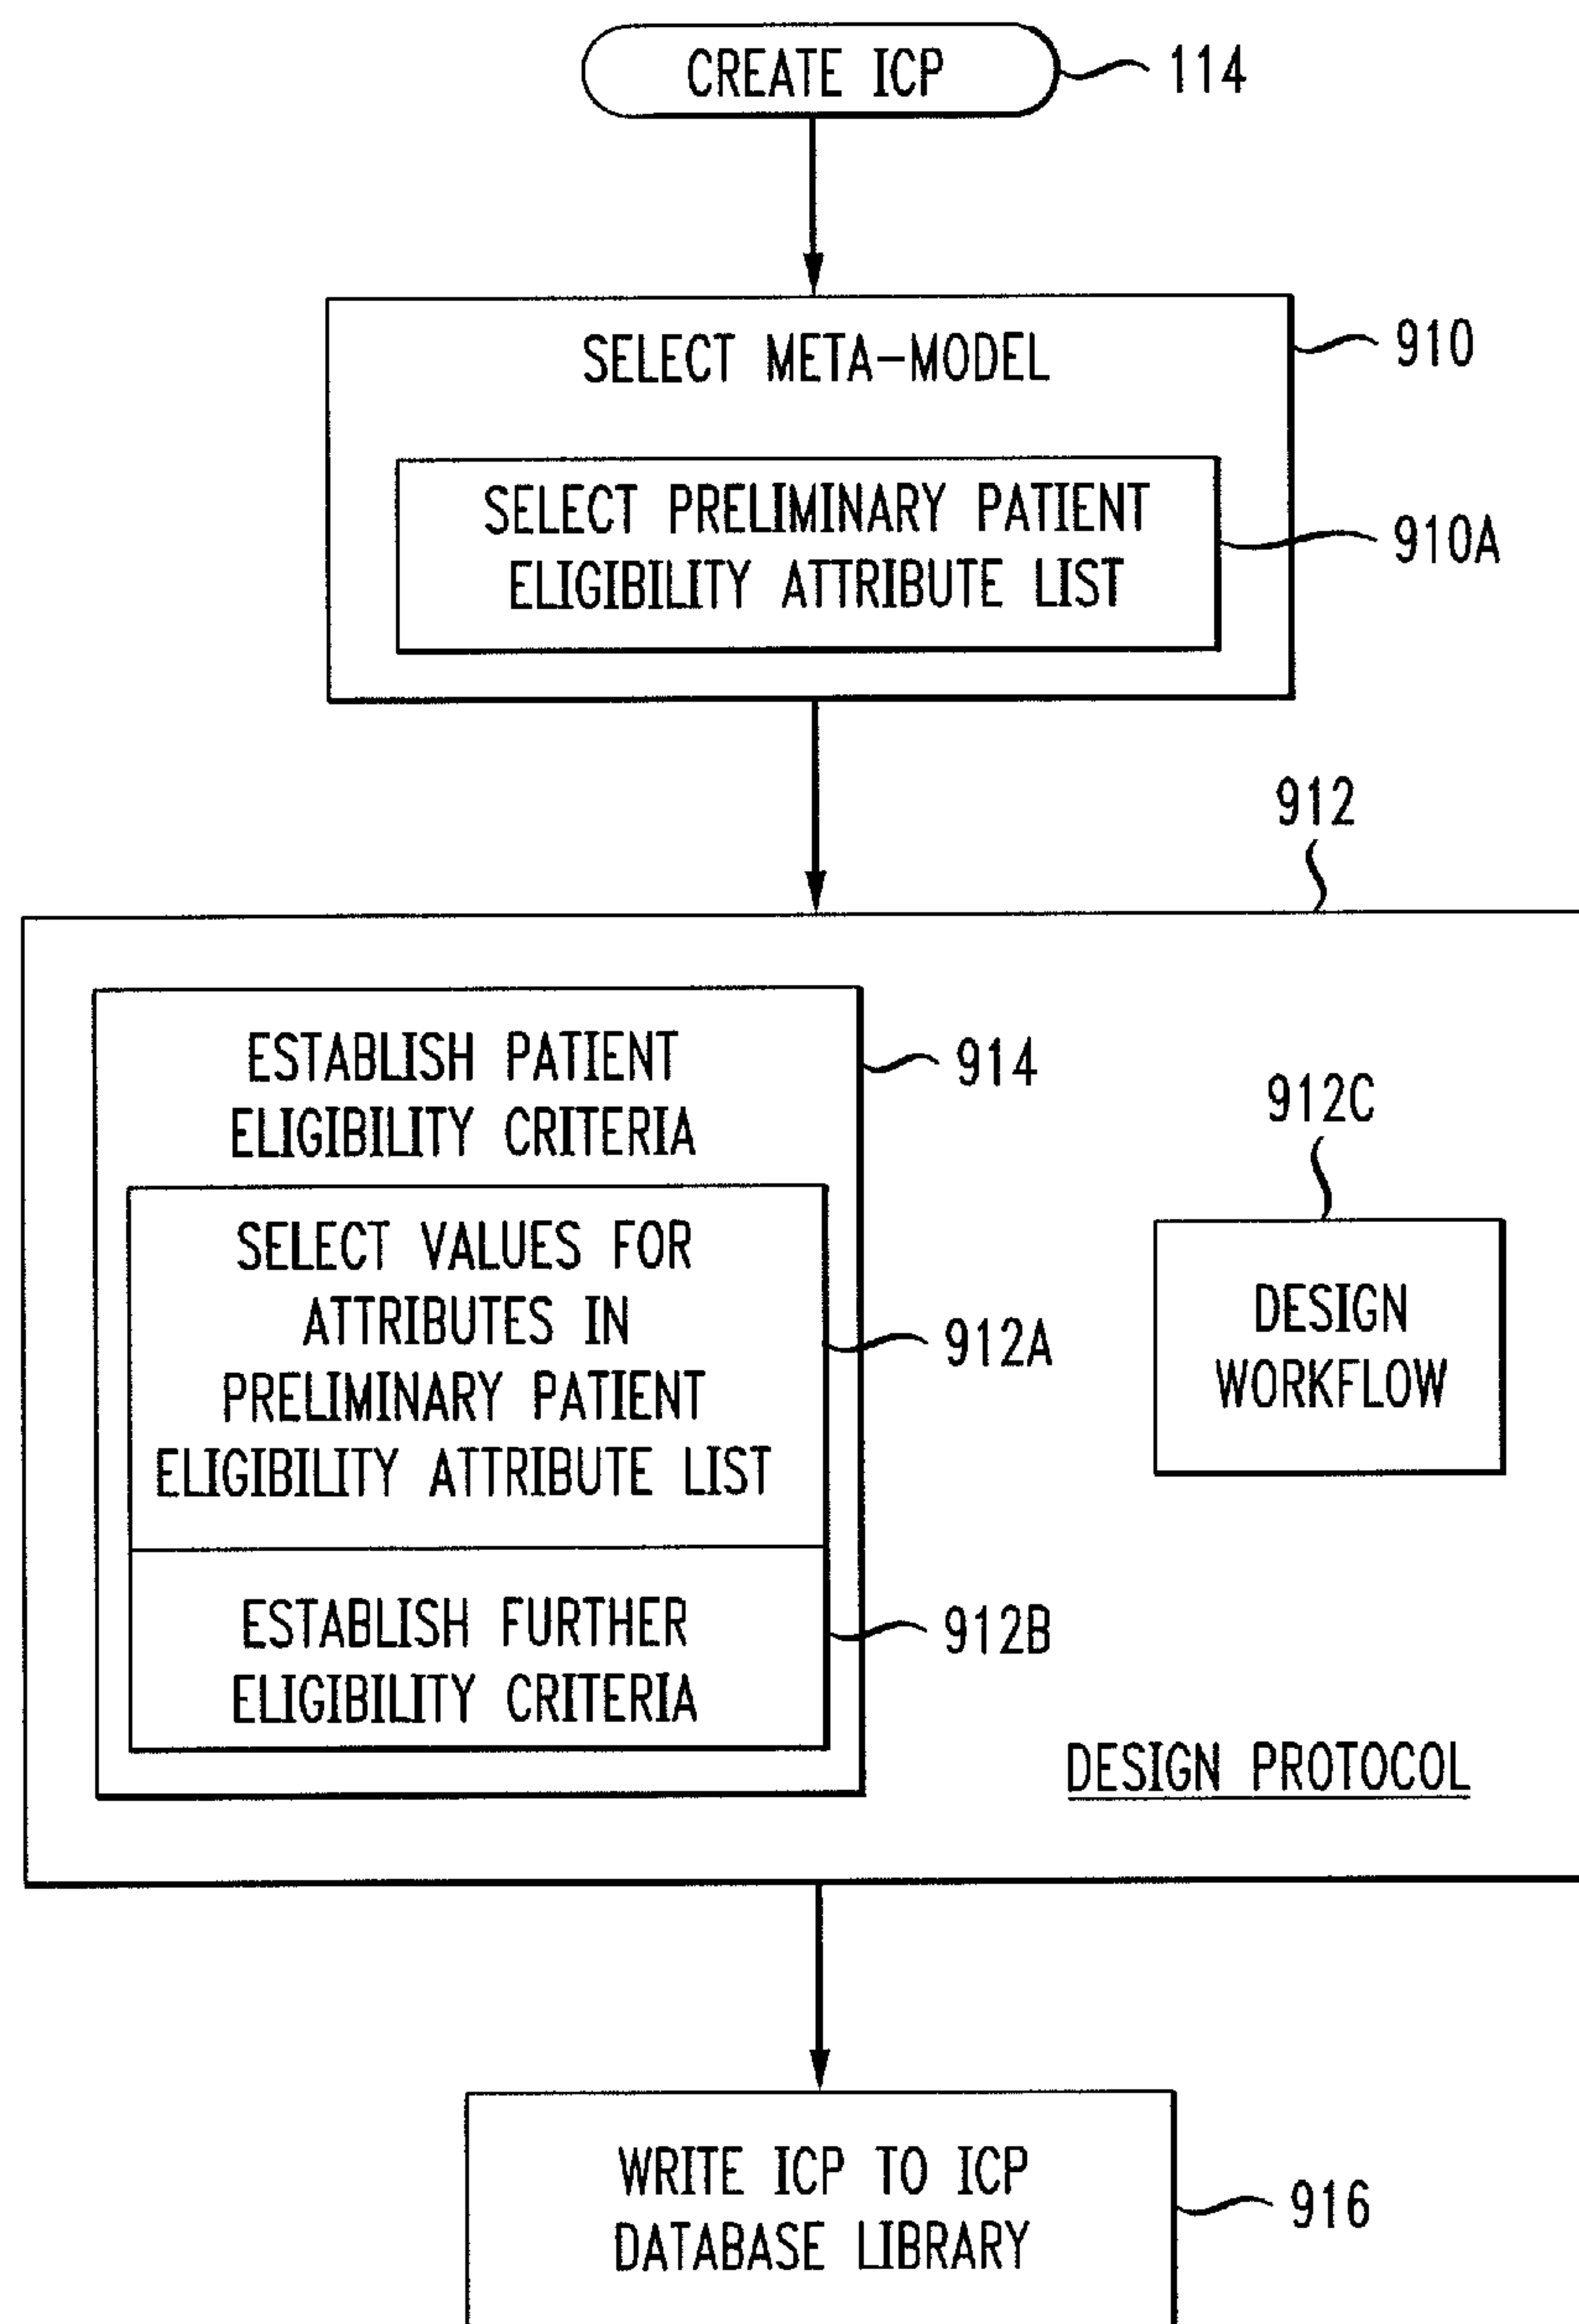 CREATE ICP
114
SELECT META-MODEL
910
SELECT PRELIMINARY PATIENT
ELIGIBILITY ATTRIBUTE LIST
910A
912
ESTABLISH PATIENT
ELIGIBILITY CRITERIA
914
912C
SELECT VALUES FOR
ATTRIBUTES IN
PRELIMINARY PATIENT
ELIGIBILITY ATTRIBUTE LIST
912A
DESIGN
WORKFLOW
ESTABLISH FURTHER
ELIGIBILITY CRITERIA
912B
DESIGN PROTOCOL
WRITE ICP TO ICP
DATABASE LIBRARY
916